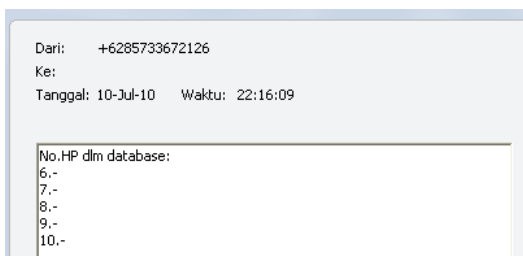 Dari: +6285733672126
Ke:
Tanggal: 10-Jul-10 Waktu: 22:16:09
No.HP dlm database:
6.-
7.-
8.-
9.-
10.-